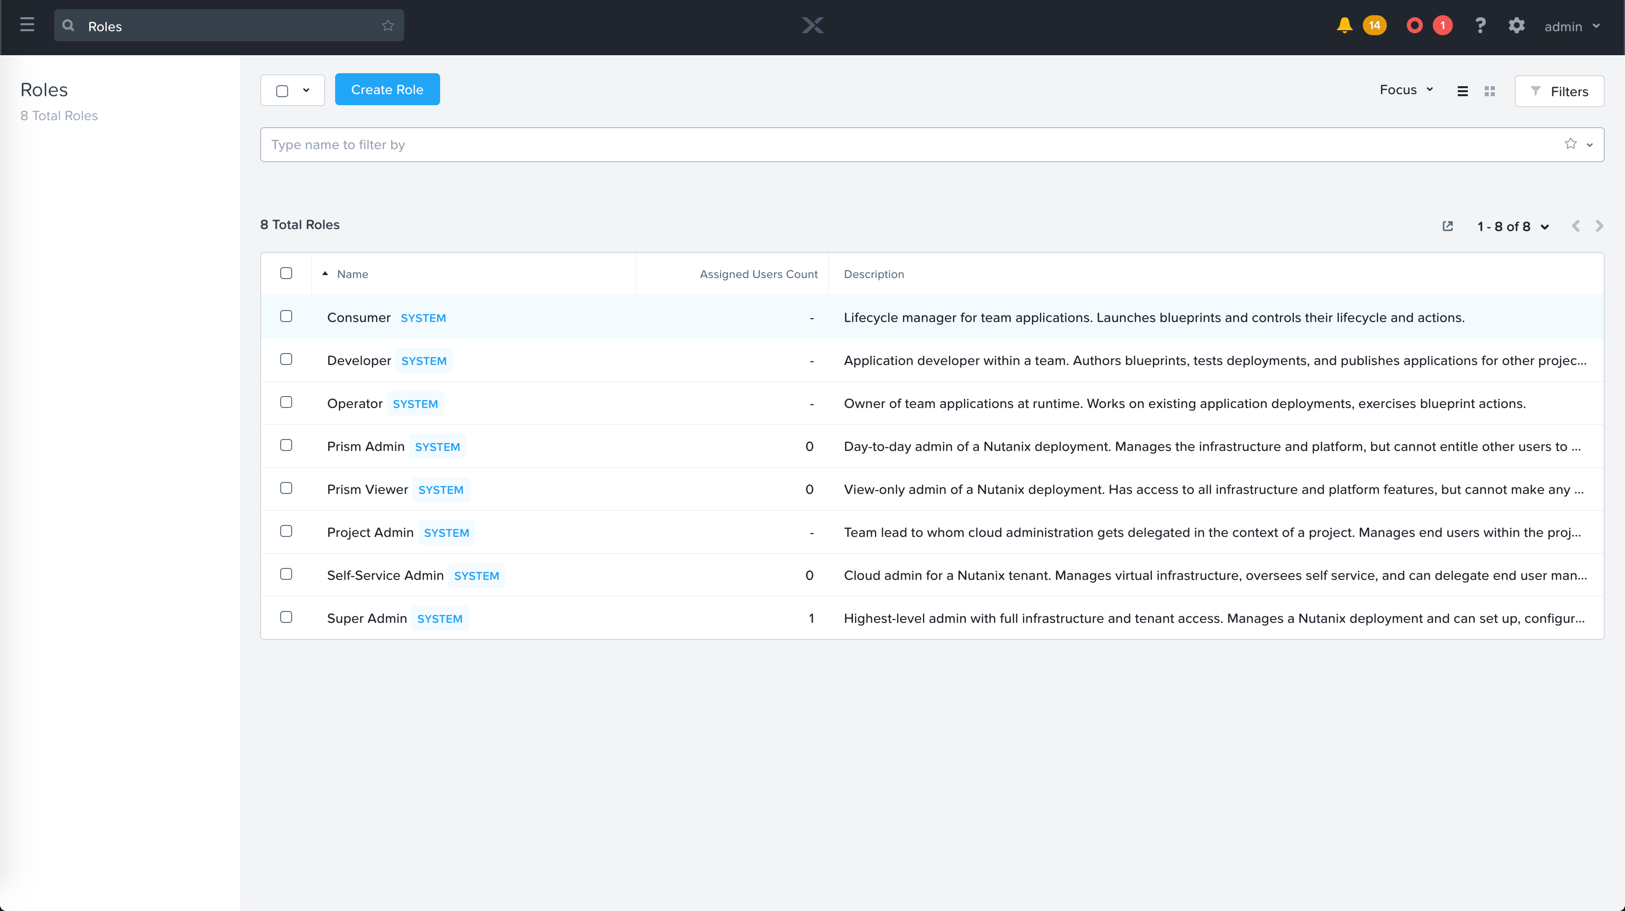 Roles
14
1
?
admin
Roles
8 Total Roles
Create Role
Focus
Filters
Type name to filter by
8 Total Roles
1 - 8 of 8
Name Assigned Users Count Description
Consumer SYSTEM - Lifecycle manager for team applications. Launches blueprints and controls their lifecycle and actions.
Developer SYSTEM - Application developer within a team. Authors blueprints, tests deployments, and publishes applications for other projec...
Operator SYSTEM - Owner of team applications at runtime. Works on existing application deployments, exercises blueprint actions.
Prism Admin SYSTEM 0 Day-to-day admin of a Nutanix deployment. Manages the infrastructure and platform, but cannot entitle other users to ...
Prism Viewer SYSTEM 0 View-only admin of a Nutanix deployment. Has access to all infrastructure and platform features, but cannot make any ...
Project Admin SYSTEM - Team lead to whom cloud administration gets delegated in the context of a project. Manages end users within the proj...
Self-Service Admin SYSTEM 0 Cloud admin for a Nutanix tenant. Manages virtual infrastructure, oversees self service, and can delegate end user man...
Super Admin SYSTEM 1 Highest-level admin with full infrastructure and tenant access. Manages a Nutanix deployment and can set up, configur...